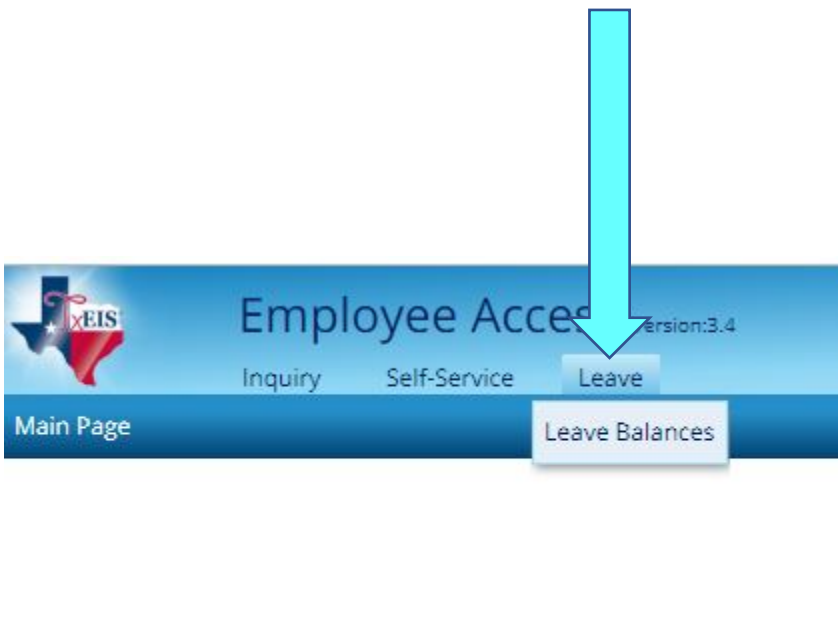 TxEIS
Employee Acces
ersion:3.4
Inquiry Self-Service Leave
Main Page
Leave Balances